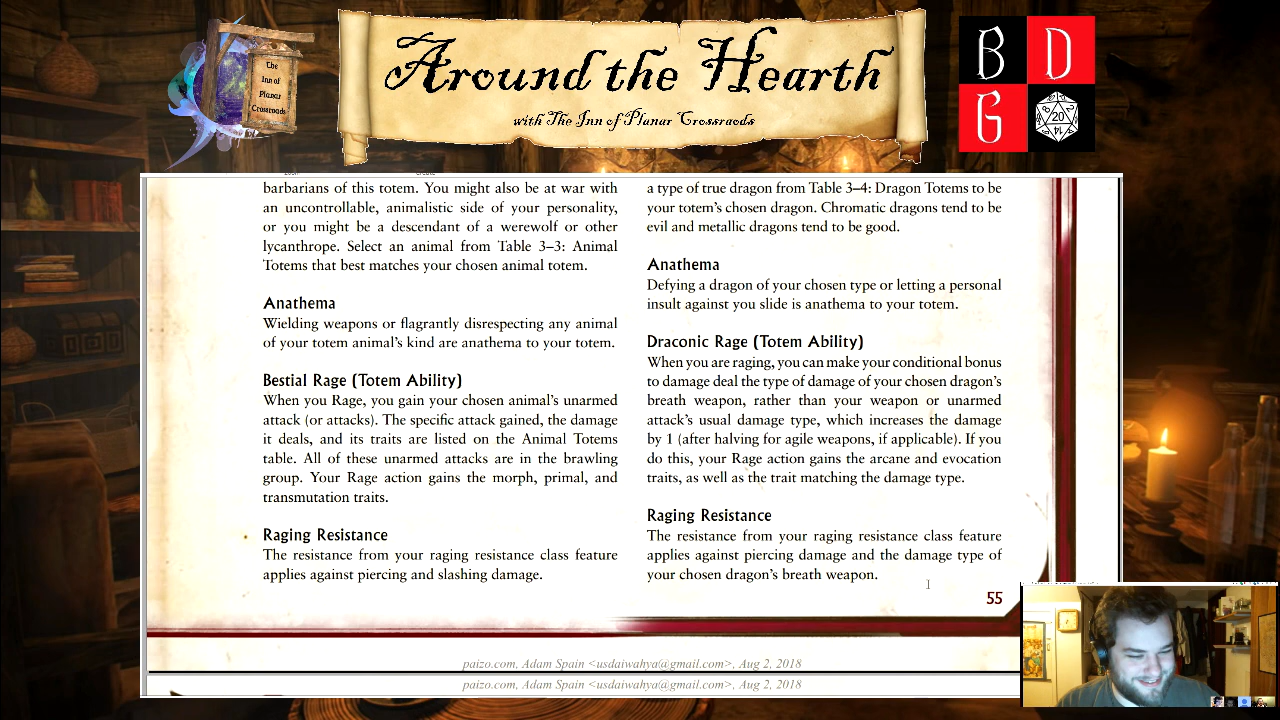 The
Inn of
Planar
Crossroads
Around the Hearth
with The Inn of Planar Crossraods
B D
G
20
barbarians of this totem. You might also be at war with
an uncontrollable, animalistic side of your personality,
or you might be a descendant of a werewolf or other
lycanthrope. Select an animal from Table 3–3: Animal
Totems that best matches your chosen animal totem.
Anathema
Wielding weapons or flagrantly disrespecting any animal
of your totem animal's kind are anathema to your totem.
Bestial Rage (Totem Ability)
When you Rage, you gain your chosen animal's unarmed
attack (or attacks). The specific attack gained, the damage
it deals, and its traits are listed on the Animal Totems
table. All of these unarmed attacks are in the brawling
group. Your Rage action gains the morph, primal, and
transmutation traits.
Raging Resistance
The resistance from your raging resistance class feature
applies against piercing and slashing damage.
a type of true dragon from Table 3–4: Dragon Totems to be
your totem's chosen dragon. Chromatic dragons tend to be
evil and metallic dragons tend to be good.
Anathema
Defying a dragon of your chosen type or letting a personal
insult against you slide is anathema to your totem.
Draconic Rage (Totem Ability)
When you are raging, you can make your conditional bonus
to damage deal the type of damage of your chosen dragon's
breath weapon, rather than your weapon or unarmed
attack's usual damage type, which increases the damage
by 1 (after halving for agile weapons, if applicable). If you
do this, your Rage action gains the arcane and evocation
traits, as well as the trait matching the damage type.
Raging Resistance
The resistance from your raging resistance class feature
applies against piercing damage and the damage type of
your chosen dragon's breath weapon.
55
paizo.com, Adam Spain <usdaiwahya@gmail.com>, Aug 2, 2018
paizo.com, Adam Spain <usdaiwahya@gmail.com>, Aug 2, 2018